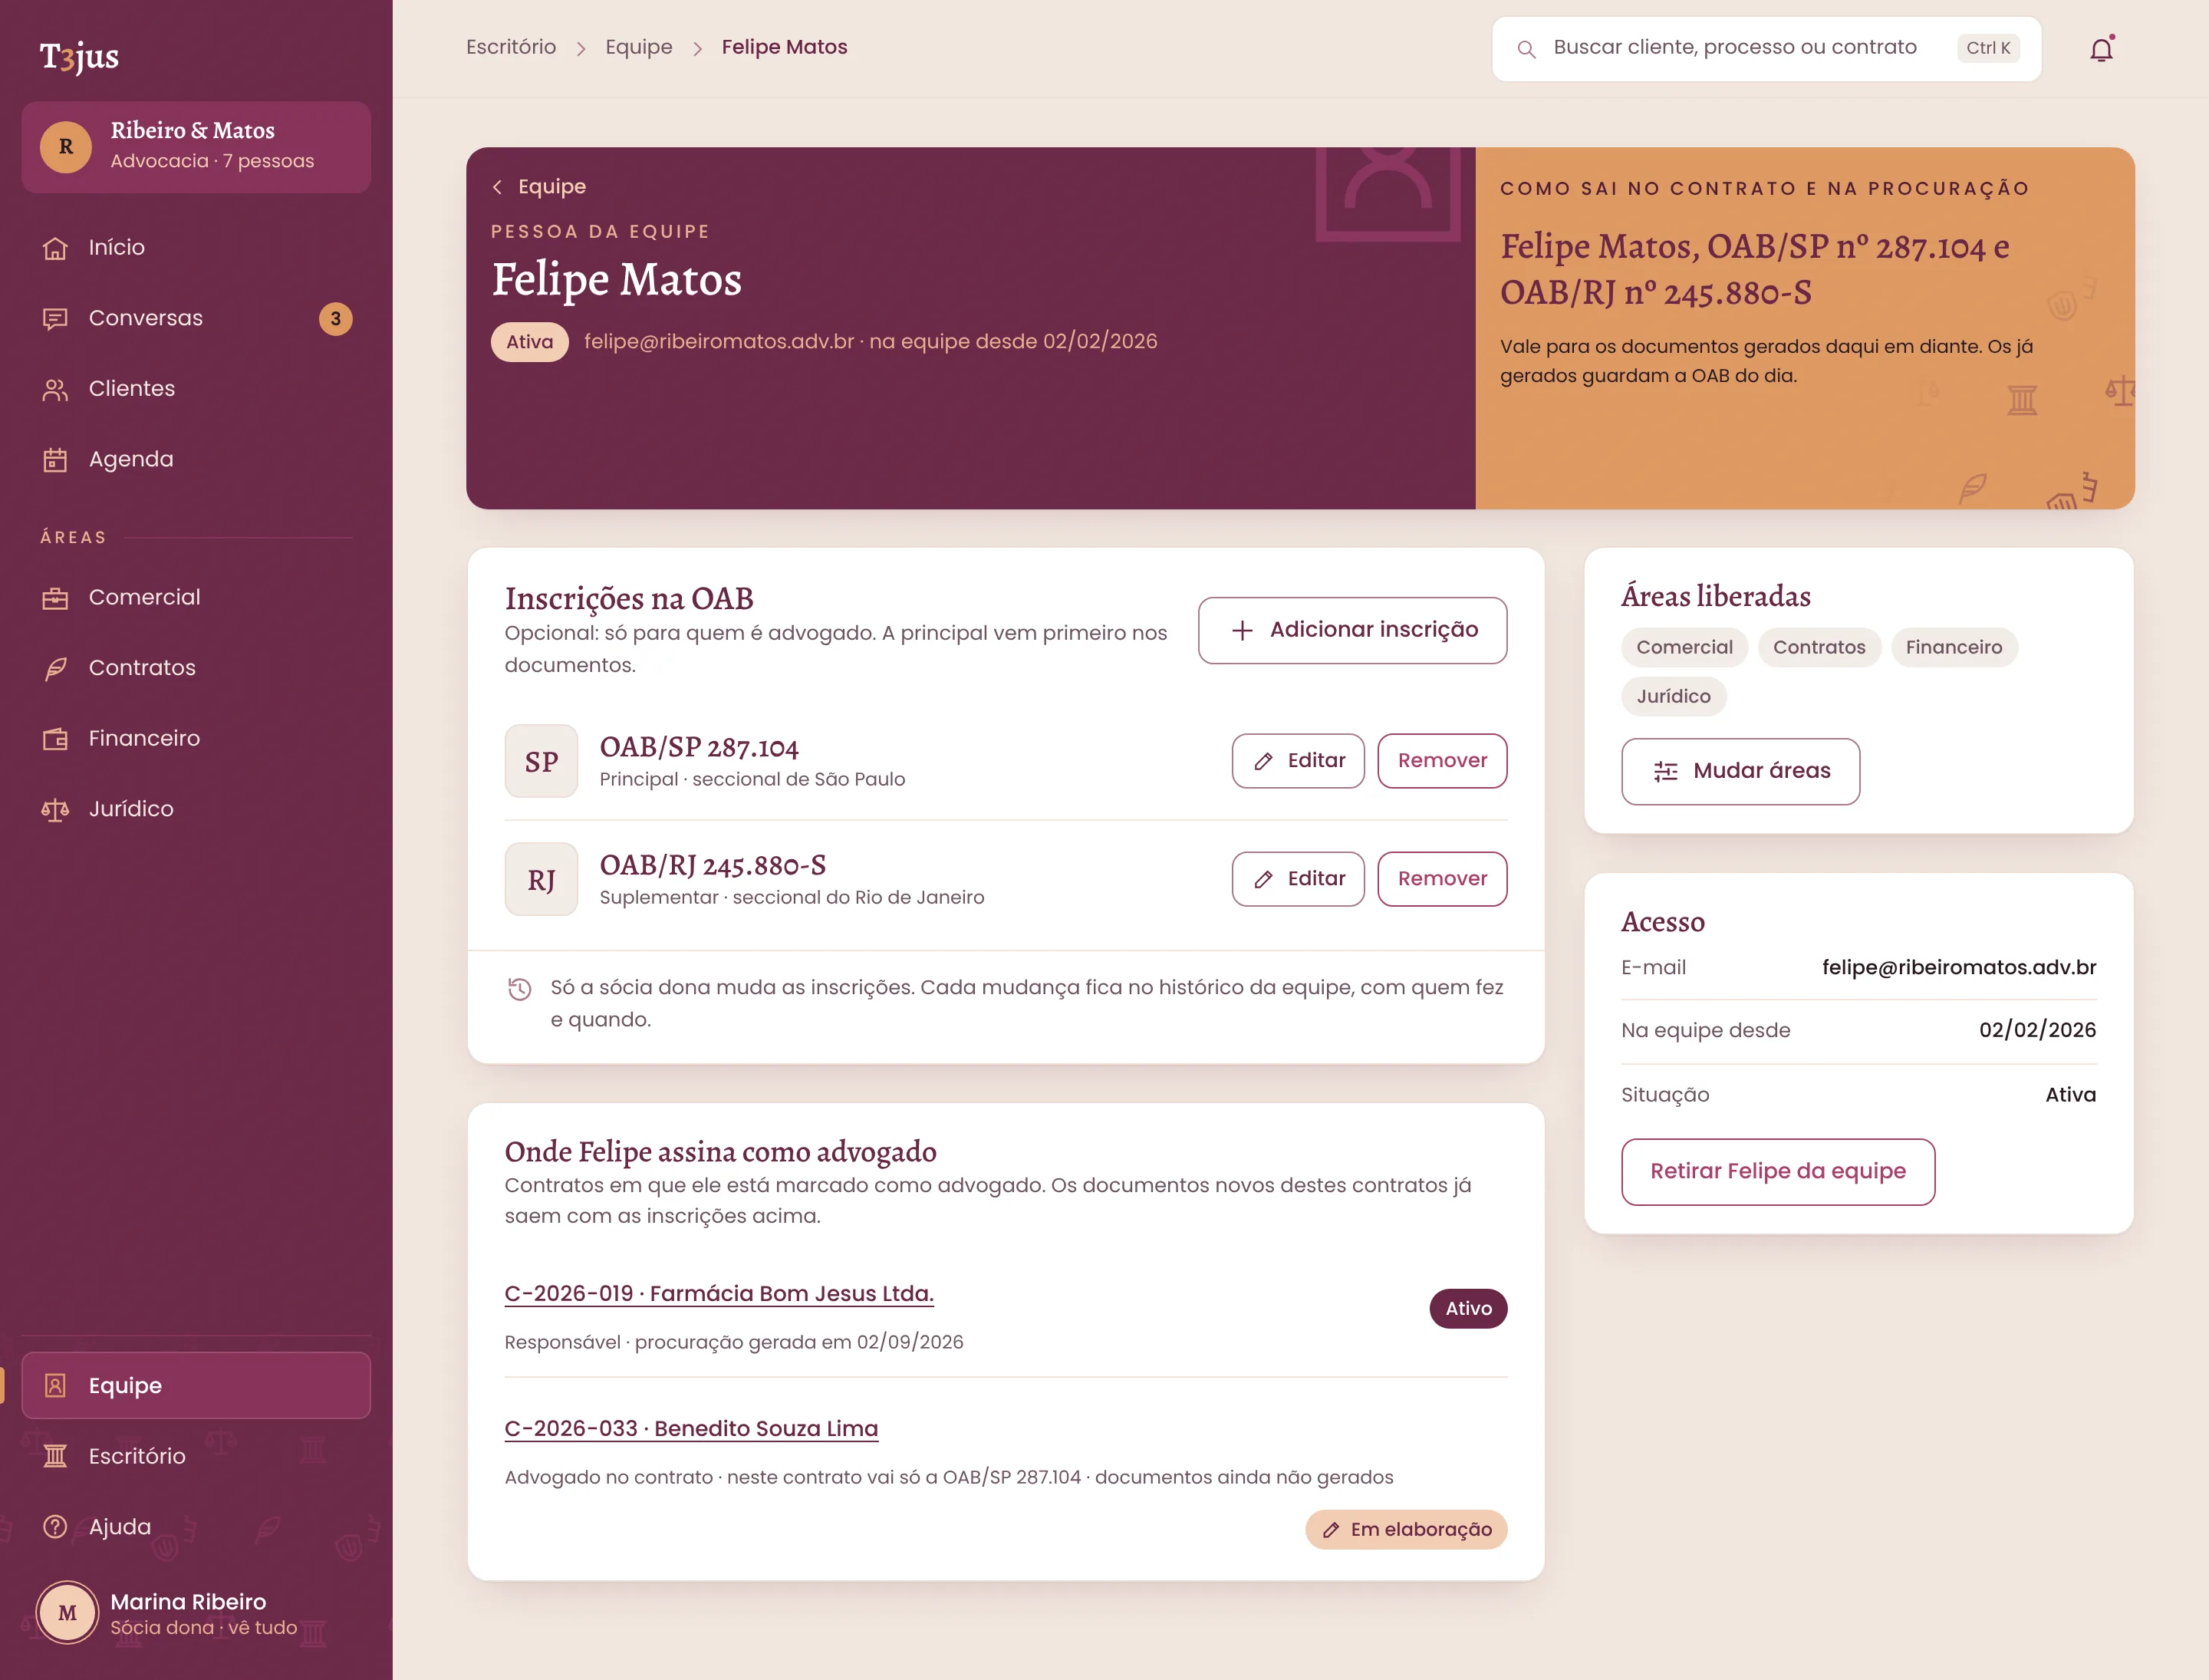 T3jus
R
Ribeiro & Matos
Advocacia · 7 pessoas
Início
Conversas
3
Clientes
Agenda
ÁREAS
Comercial
Contratos
Financeiro
Jurídico
Equipe
Escritório
Ajuda
M
Marina Ribeiro
Sócia dona · vê tudo
Escritório
Equipe
Felipe Matos
Buscar cliente, processo ou contrato
Ctrl K
Equipe
PESSOA DA EQUIPE
Felipe Matos
Ativa
felipe@ribeiromatos.adv.br · na equipe desde 02/02/2026
COMO SAI NO CONTRATO E NA PROCURAÇÃO
Felipe Matos, OAB/SP nº 287.104 e
OAB/RJ nº 245.880-S
Vale para os documentos gerados daqui em diante. Os já
gerados guardam a OAB do dia.
Inscrições na OAB
Opcional: só para quem é advogado. A principal vem primeiro nos
documentos.
Adicionar inscrição
SP
OAB/SP 287.104
Principal · seccional de São Paulo
Editar
Remover
RJ
OAB/RJ 245.880-S
Suplementar · seccional do Rio de Janeiro
Editar
Remover
Só a sócia dona muda as inscrições. Cada mudança fica no histórico da equipe, com quem fez
e quando.
Onde Felipe assina como advogado
Contratos em que ele está marcado como advogado. Os documentos novos destes contratos já
saem com as inscrições acima.
C-2026-019 · Farmácia Bom Jesus Ltda.
Responsável · procuração gerada em 02/09/2026
Ativo
C-2026-033 · Benedito Souza Lima
Advogado no contrato · neste contrato vai só a OAB/SP 287.104 · documentos ainda não gerados
Em elaboração
Áreas liberadas
Comercial
Contratos
Financeiro
Jurídico
Mudar áreas
Acesso
E-mail
felipe@ribeiromatos.adv.br
Na equipe desde
02/02/2026
Situação
Ativa
Retirar Felipe da equipe